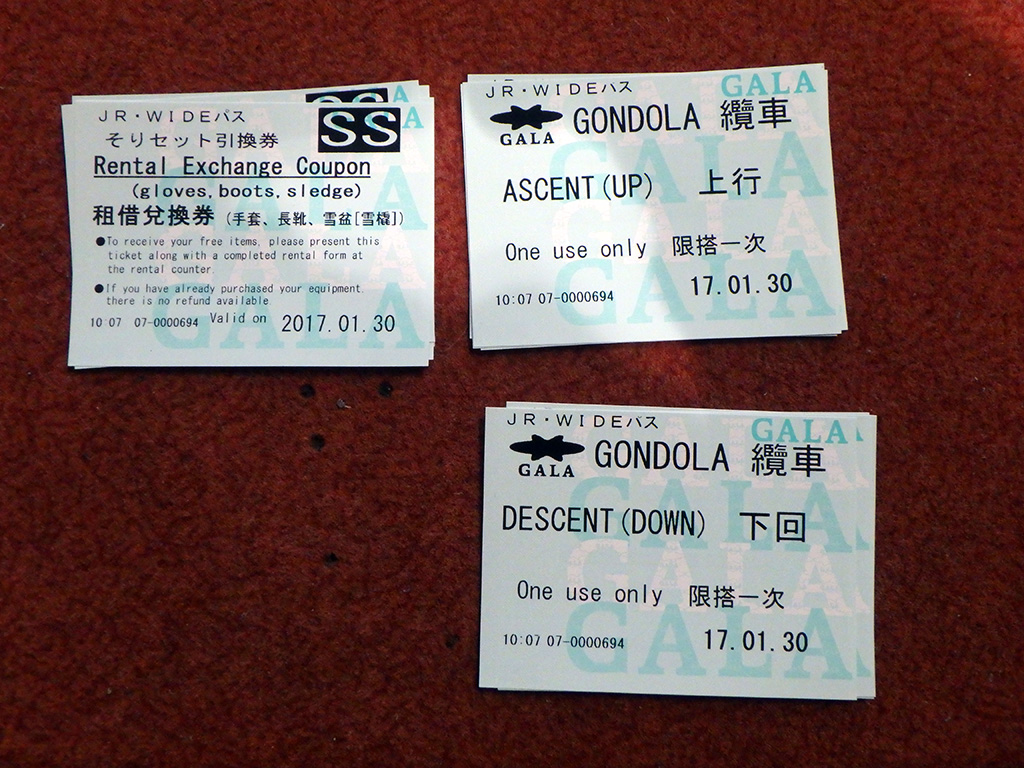 JR・WIDEパス
SS
そりセット引換券
Rental Exchange Coupon
(gloves, boots, sledge)
租借兌換券 (手套、長靴、雪盆[雪橇])
●To receive your free items, please present this
ticket along with a completed rental form at
the rental counter.
●If you have already purchased your equipment,
there is no refund available.
10:07 07-0000694 Valid on 2017.01.30
GALA
JR・WIDEパス
GALA
GONDOLA 纜車
GALA
ASCENT(UP) 上行
One use only 限搭一次
10:07 07-0000694 17.01.30
JR・WIDEパス
GALA
GONDOLA 纜車
GALA
DESCENT(DOWN) 下回
One use only 限搭一次
10:07 07-0000694 17.01.30
GALA